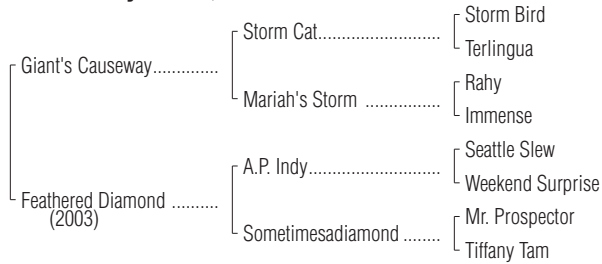 Storm Bird
Storm Cat......................
Terlingua
Giant's Causeway..............
Rahy
Mariah's Storm .................
Immense
Seattle Slew
A.P. Indy...........................
Weekend Surprise
Feathered Diamond ..........
(2003)
Mr. Prospector
Sometimesadiamond ........
Tiffany Tam